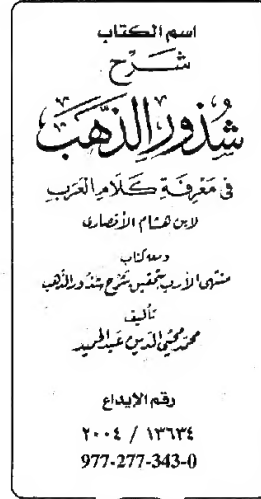 اسم الكتاب
شرح
شذور الذهب
في معرفة كلام العرب
لابن هشام الأنصاري
ومعه كتاب
منتهى الأرب بتحقيق شرح شذور الذهب
تأليف
محمد محيي الدين عبد الحميد
رقم الإيداع
٢٠٠٤ / ١٣٦٣٤
977-277-343-0